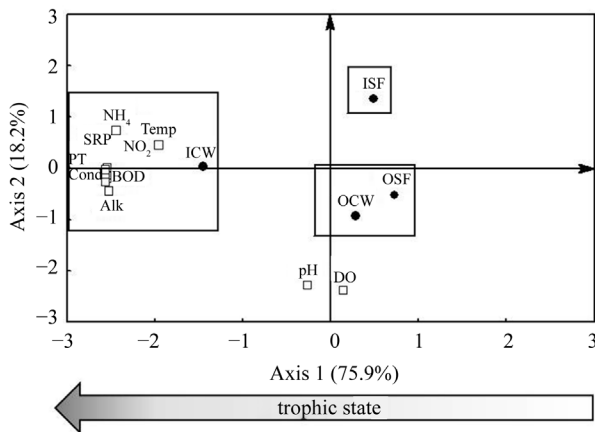 3
2
1
0
−1
−2
−3
Axis 2 (18.2%)
ISF
NH4
SRP
Temp
NO2
ICW
PT
Cond
BOD
Alk
OSF
OCW
pH
DO
−3
−2
−1
0
1
2
3
Axis 1 (75.9%)
trophic state